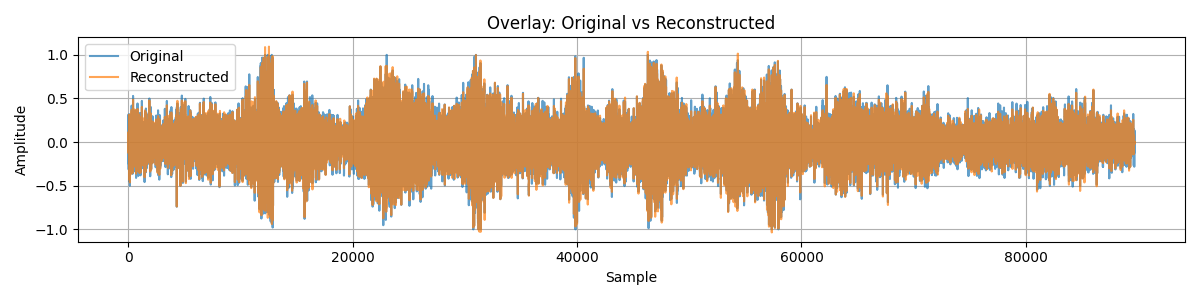 Overlay: Original vs Reconstructed
Original
Reconstructed
Amplitude
1.0
0.5
0.0
−0.5
−1.0
0 20000 40000 60000 80000
Sample